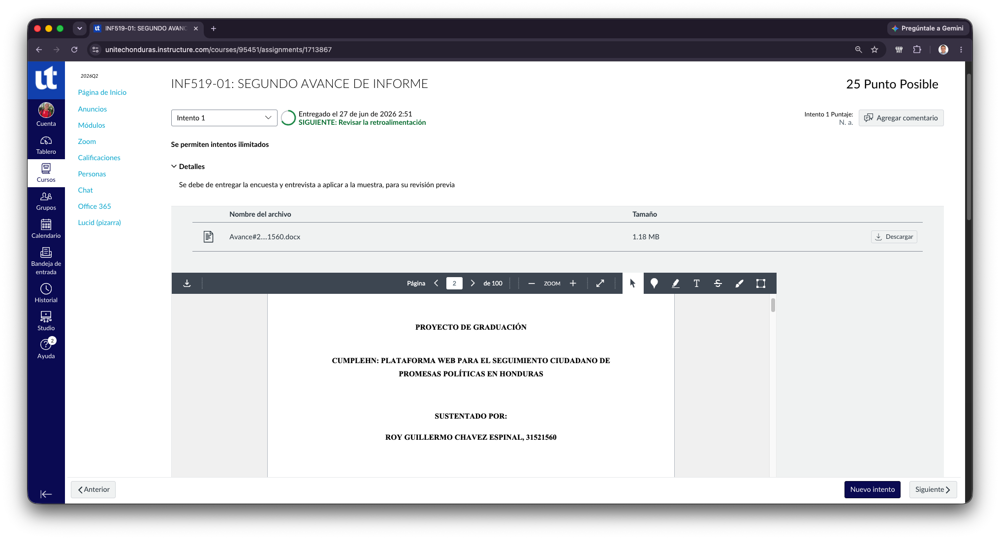 INF519-01: SEGUNDO AVANC
Pregúntale a Gemini
unitechonduras.instructure.com/courses/95451/assignments/1713867
ut
Cuenta
Tablero
Cursos
Grupos
Calendario
Bandeja de
entrada
Historial
Studio
2
Ayuda
2026Q2
Página de Inicio
Anuncios
Módulos
Zoom
Calificaciones
Personas
Chat
Office 365
Lucid (pizarra)
INF519-01: SEGUNDO AVANCE DE INFORME
25 Punto Posible
Intento 1
Entregado el 27 de jun de 2026 2:51
SIGUIENTE: Revisar la retroalimentación
Intento 1 Puntaje:
N. a.
Agregar comentario
Se permiten intentos ilimitados
Detalles
Se debe de entregar la encuesta y entrevista a aplicar a la muestra, para su revisión previa
Nombre del archivo Tamaño
Avance#2....1560.docx 1.18 MB Descargar
Página 2 de 100 ZOOM
PROYECTO DE GRADUACIÓN
CUMPLEHN: PLATAFORMA WEB PARA EL SEGUIMIENTO CIUDADANO DE
PROMESAS POLÍTICAS EN HONDURAS
SUSTENTADO POR:
ROY GUILLERMO CHAVEZ ESPINAL, 31521560
Anterior
Nuevo intento
Siguiente